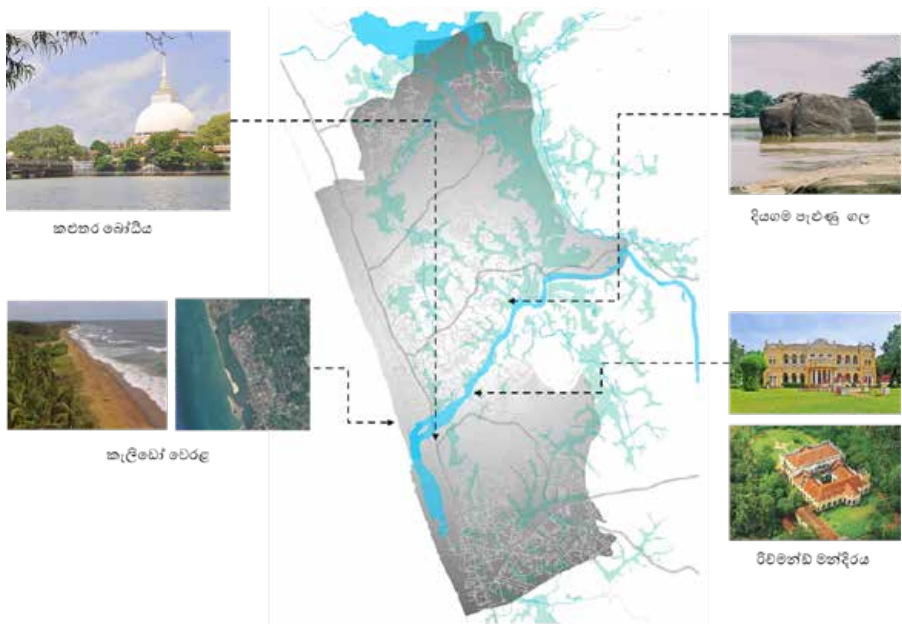 කළුතර බෝධිය
දියගම පැළුණු ගල
කැලිඩෝ වෙරළ
රිච්මන්ඩ් මන්දිරය